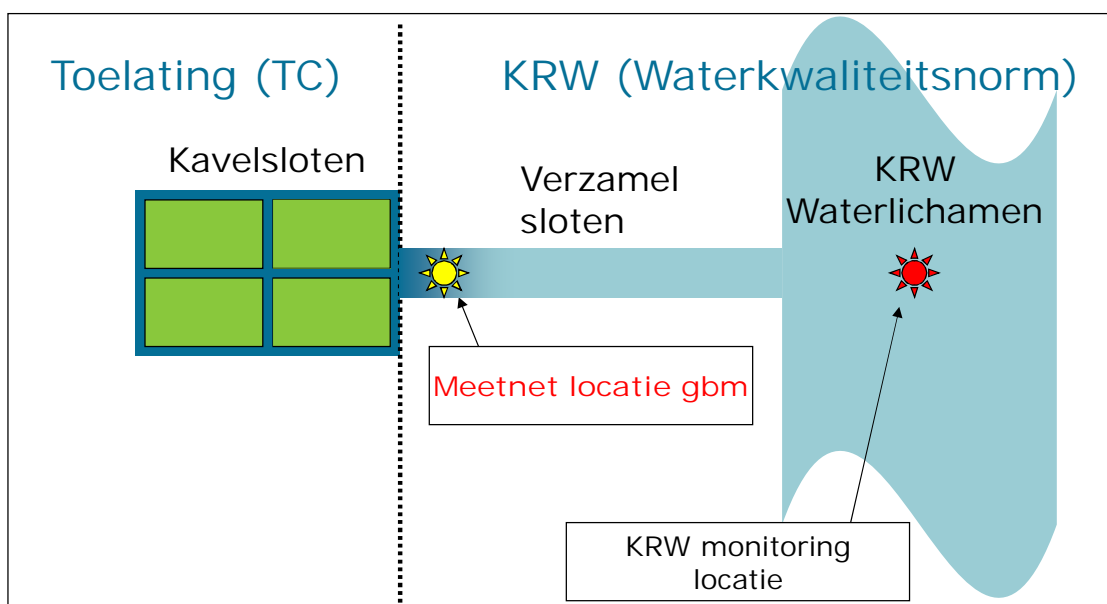 Toelating (TC)
KRW (Waterkwaliteitsnorm)
Kavelsloten
Verzamel
sloten
KRW
Waterlichamen
Meetnet locatie gbm
KRW monitoring
locatie